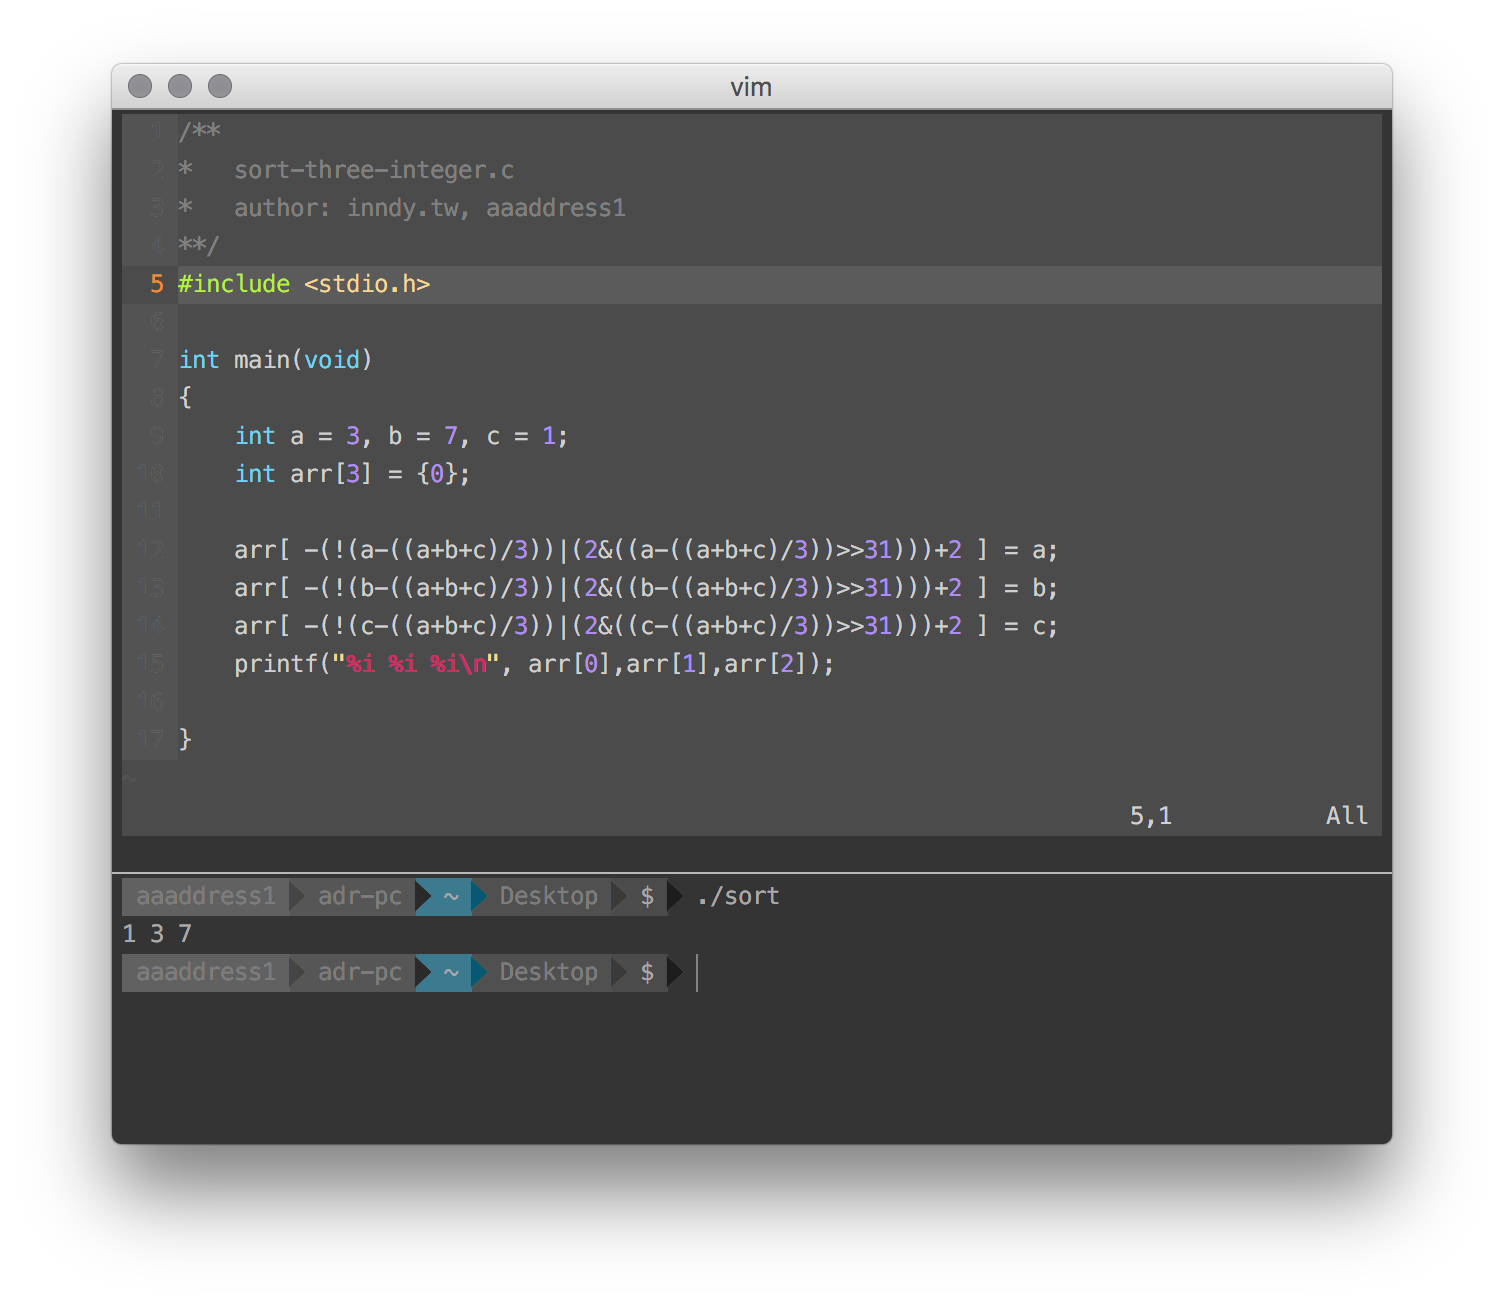 vim
1 /**
2 *   sort-three-integer.c
3 *   author: inndy.tw, aaaddress1
4 **/
5 #include <stdio.h>
6
7 int main(void)
8 {
9     int a = 3, b = 7, c = 1;
10     int arr[3] = {0};
11
12     arr[ -(!(a-((a+b+c)/3))|(2&((a-((a+b+c)/3))>>31)))+2 ] = a;
13     arr[ -(!(b-((a+b+c)/3))|(2&((b-((a+b+c)/3))>>31)))+2 ] = b;
14     arr[ -(!(c-((a+b+c)/3))|(2&((c-((a+b+c)/3))>>31)))+2 ] = c;
15     printf("%i %i %i\n", arr[0],arr[1],arr[2]);
16
17 }
~
5,1 All
aaaddress1 adr-pc ~ Desktop $ ./sort
1 3 7
aaaddress1 adr-pc ~ Desktop $